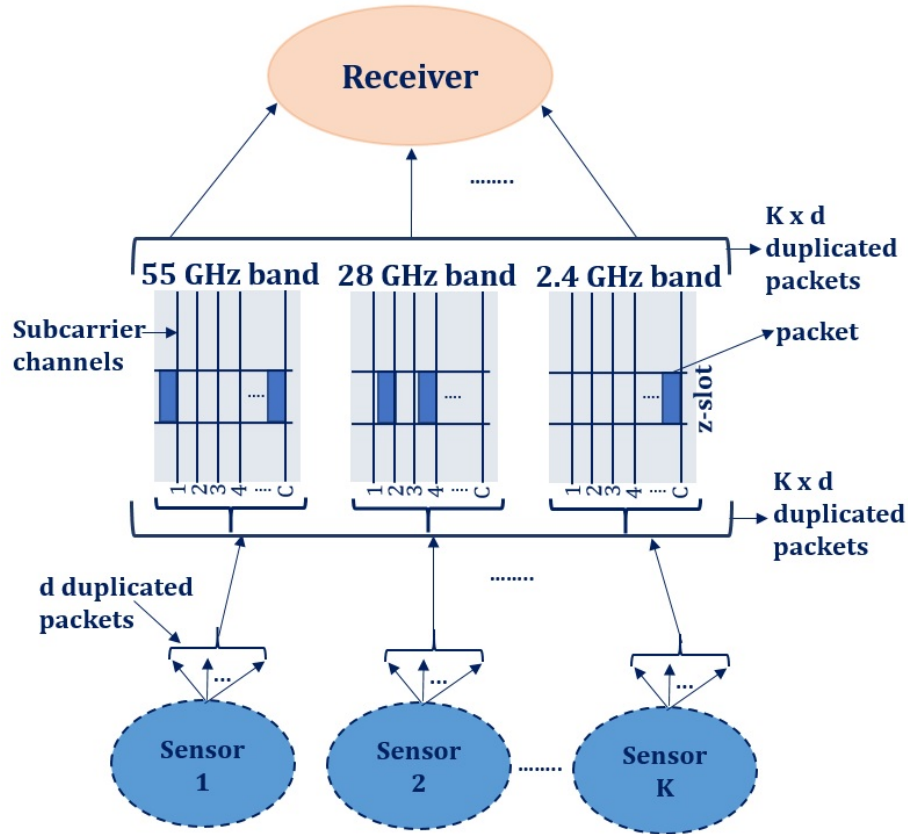 Receiver
........
K x d
duplicated
packets
55 GHz band
28 GHz band
2.4 GHz band
Subcarrier
channels
packet
....
....
....
z-slot
1 2 3 4 .... C
1 2 3 4 .... C
1 2 3 4 .... C
K x d
duplicated
packets
........
d duplicated
packets
...
...
...
Sensor
1
Sensor
2
........
Sensor
K